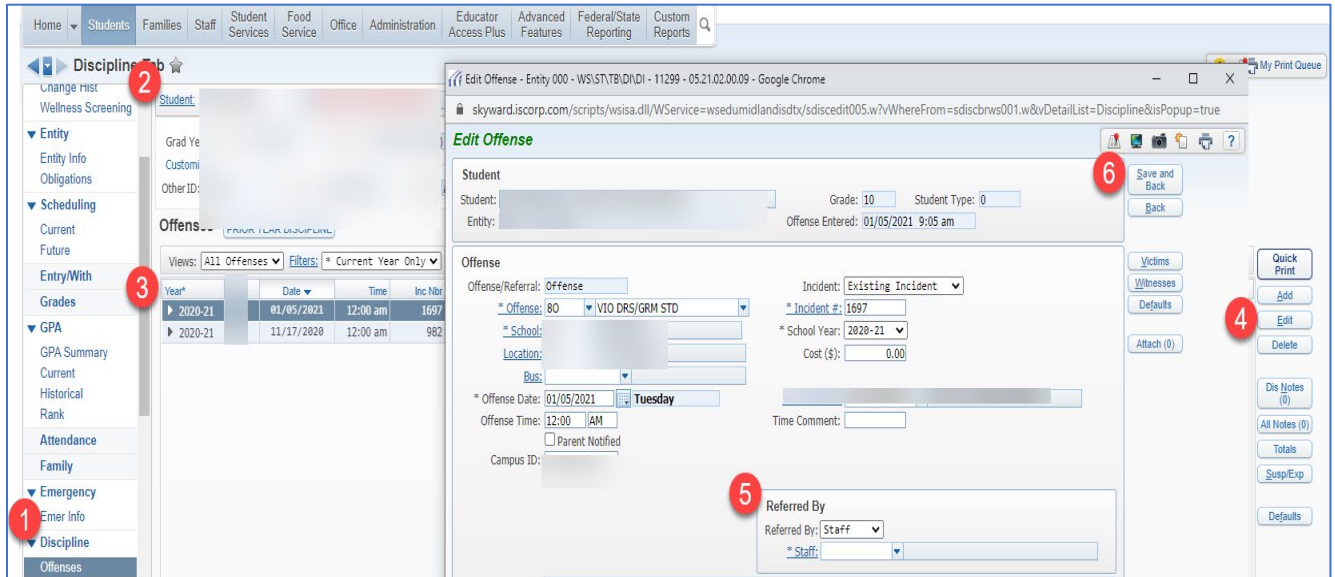 Home Students Families Staff Student Services Food Service Office Administration Educator Access Plus Advanced Features Federal/State Reporting Custom Reports
Discipline Tab
My Print Queue
Change Hist
Wellness Screening
Entity
Entity Info
Obligations
Scheduling
Current
Future
Entry/With
Grades
GPA
GPA Summary
Current
Historical
Rank
Attendance
Family
Emergency
1
Emer Info
Discipline
Offenses
2
Student:
Grad Ye
Customi
OtherID:
Offenses PRIOR YEAR DISCIPLINE
Views: All Offenses Filters: * Current Year Only
3
Year* Date Time Inc Nbr
2020-21 01/05/2021 12:00 am 1697
2020-21 11/17/2020 12:00 am 982
Edit Offense - Entity 000 - WS\ST\TB\DI\DI - 11299 - 05.21.02.00.09 - Google Chrome
skyward.iscorp.com/scripts/wsisa.dll/WService=wsedumidlandisdtx/sdiscedit005.w?vWhereFrom=sdiscbrws001.w&vDetailList=Discipline&isPopup=true
Edit Offense
?
Student
Student: Grade: 10 Student Type: 0
Entity: Offense Entered: 01/05/2021 9:05 am
6
Save and Back
Back
Offense
Offense/Referral: Offense Incident: Existing Incident
* Offense: 80 VIO DRS/GRM STD * Incident #: 1697
* School: * School Year: 2020-21
Location: Cost ($): 0.00
Bus:
* Offense Date: 01/05/2021 Tuesday
Offense Time: 12:00 AM Time Comment:
Parent Notified
Campus ID:
5
Referred By
Referred By: Staff
* Staff:
Victims
Witnesses
Defaults
Attach (0)
Quick Print
Add
4
Edit
Delete
Dis Notes (0)
All Notes (0)
Totals
Susp/Exp
Defaults